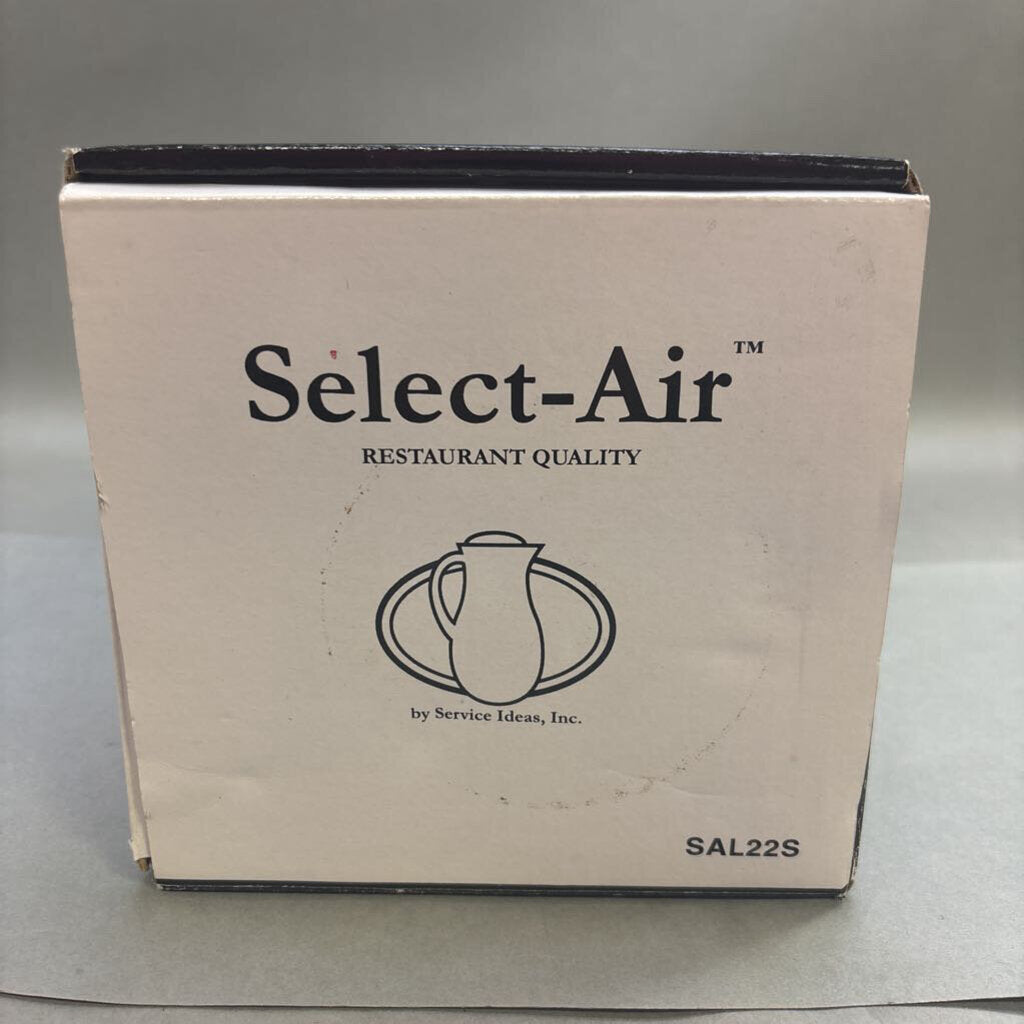 Select-Air™
RESTAURANT QUALITY
by Service Ideas, Inc.
SAL22S